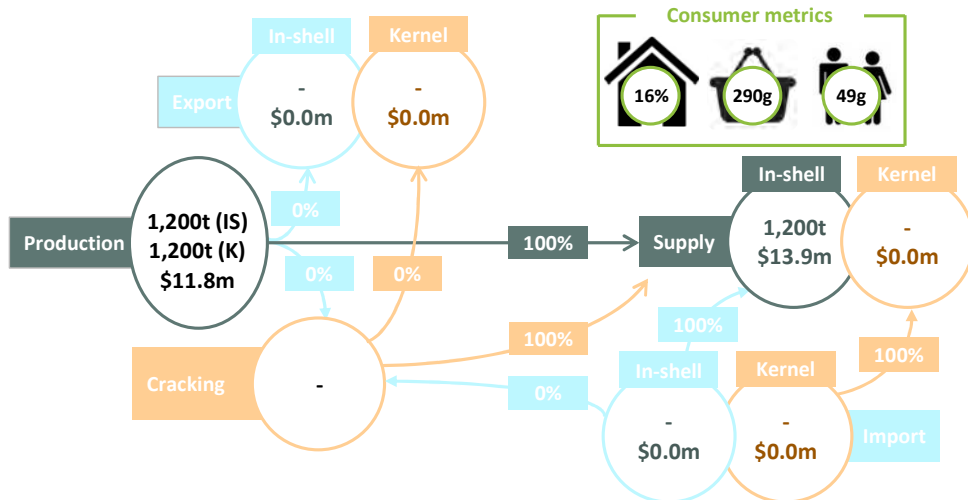 Consumer metrics
16%
290g
49g
In-shell
Kernel
Export
-
$0.0m
-
$0.0m
0%
Production
1,200t (IS)
1,200t (K)
$11.8m
100%
0%
0%
Supply
In-shell
Kernel
1,200t
$13.9m
-
$0.0m
Cracking
-
100%
0%
100%
100%
In-shell
Kernel
-
$0.0m
-
$0.0m
Import